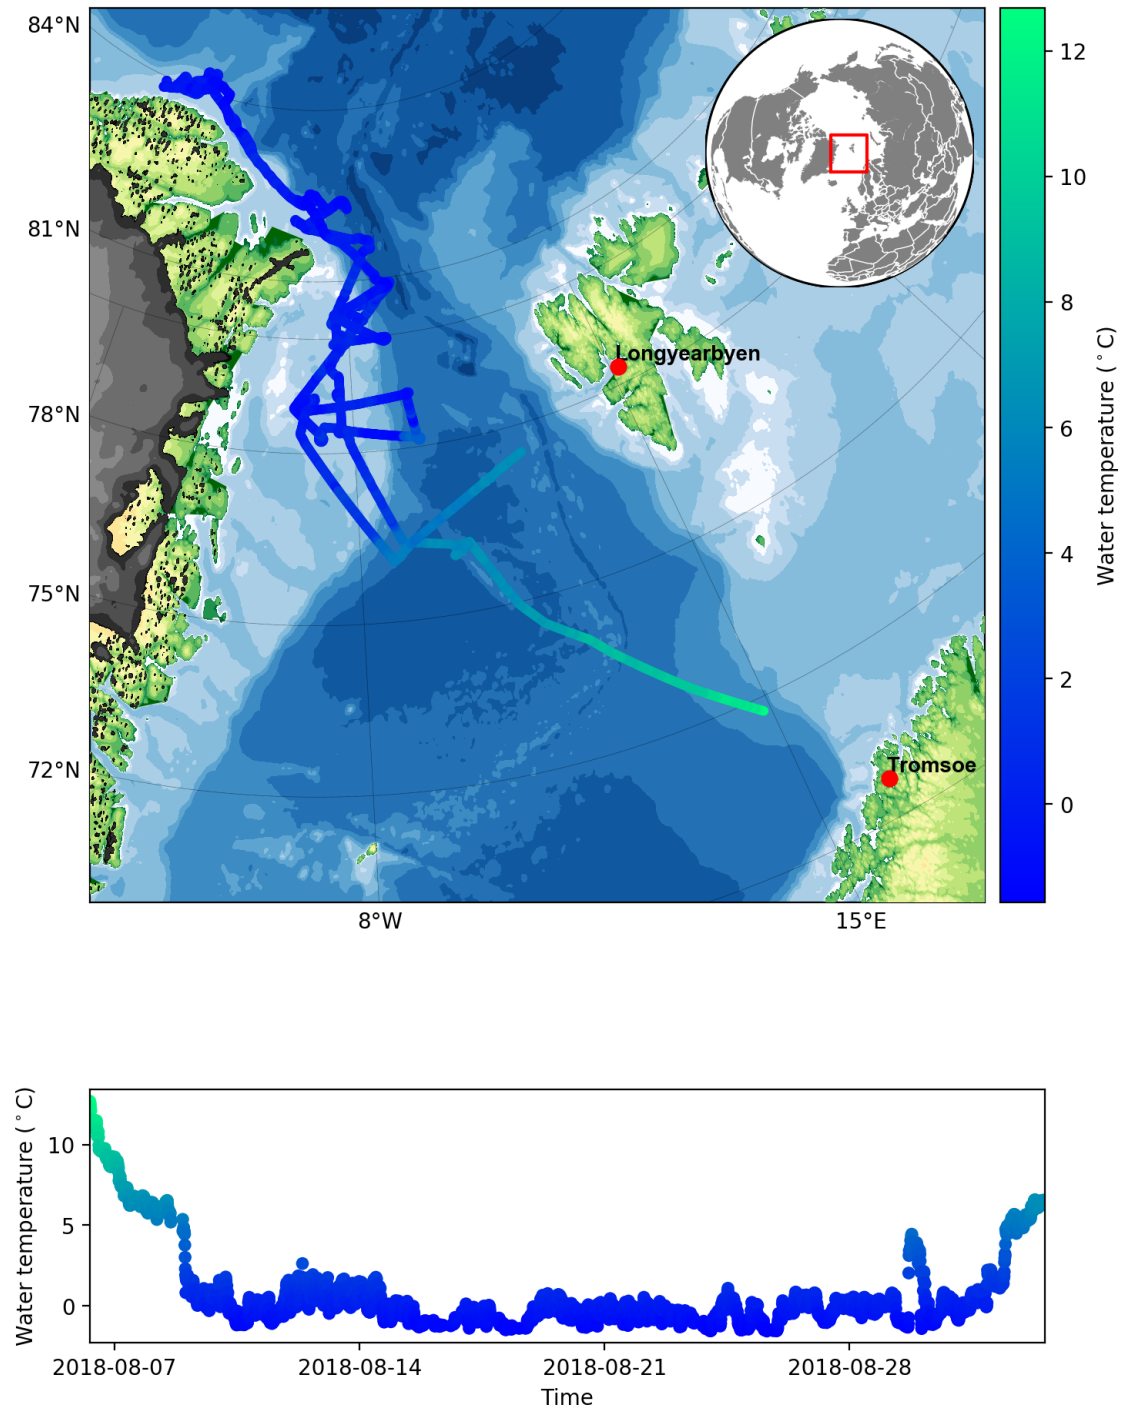 84°N
81°N
78°N
75°N
72°N
8°W
15°E
Longyearbyen
Tromsoe
12
10
8
6
4
2
0
Water temperature (°C)
Water temperature (°C)
10
5
0
2018-08-07
2018-08-14
2018-08-21
2018-08-28
Time